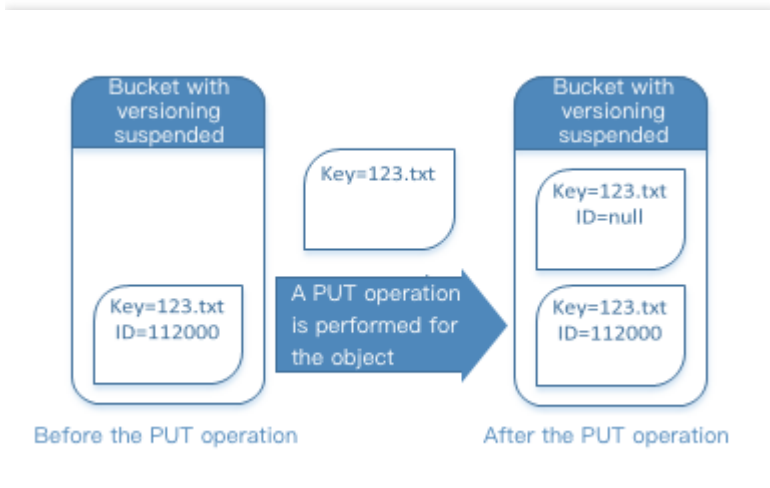 Bucket with
versioning
suspended
Key=123.txt
ID=112000
Before the PUT operation
Key=123.txt
A PUT operation
is performed for
the object
Bucket with
versioning
suspended
Key=123.txt
ID=null
Key=123.txt
ID=112000
After the PUT operation